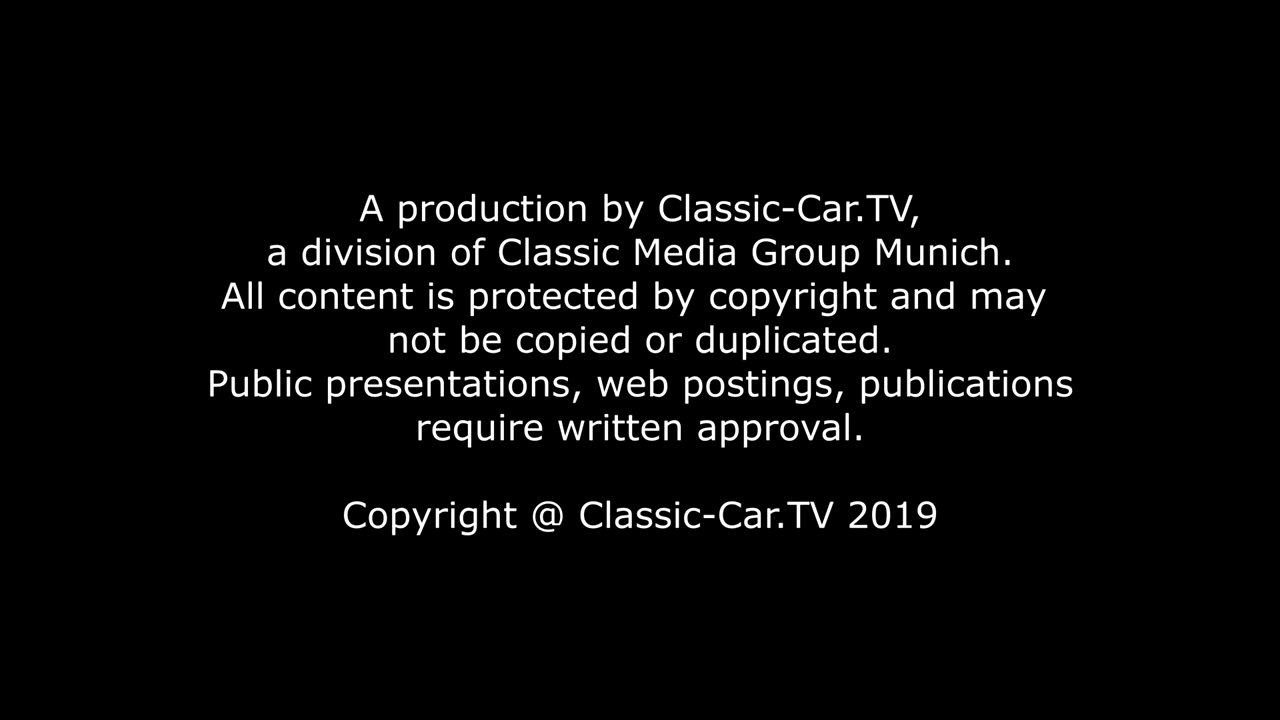 A production by Classic-Car.TV,
a division of Classic Media Group Munich.
All content is protected by copyright and may
not be copied or duplicated.
Public presentations, web postings, publications
require written approval.
Copyright @ Classic-Car.TV 2019